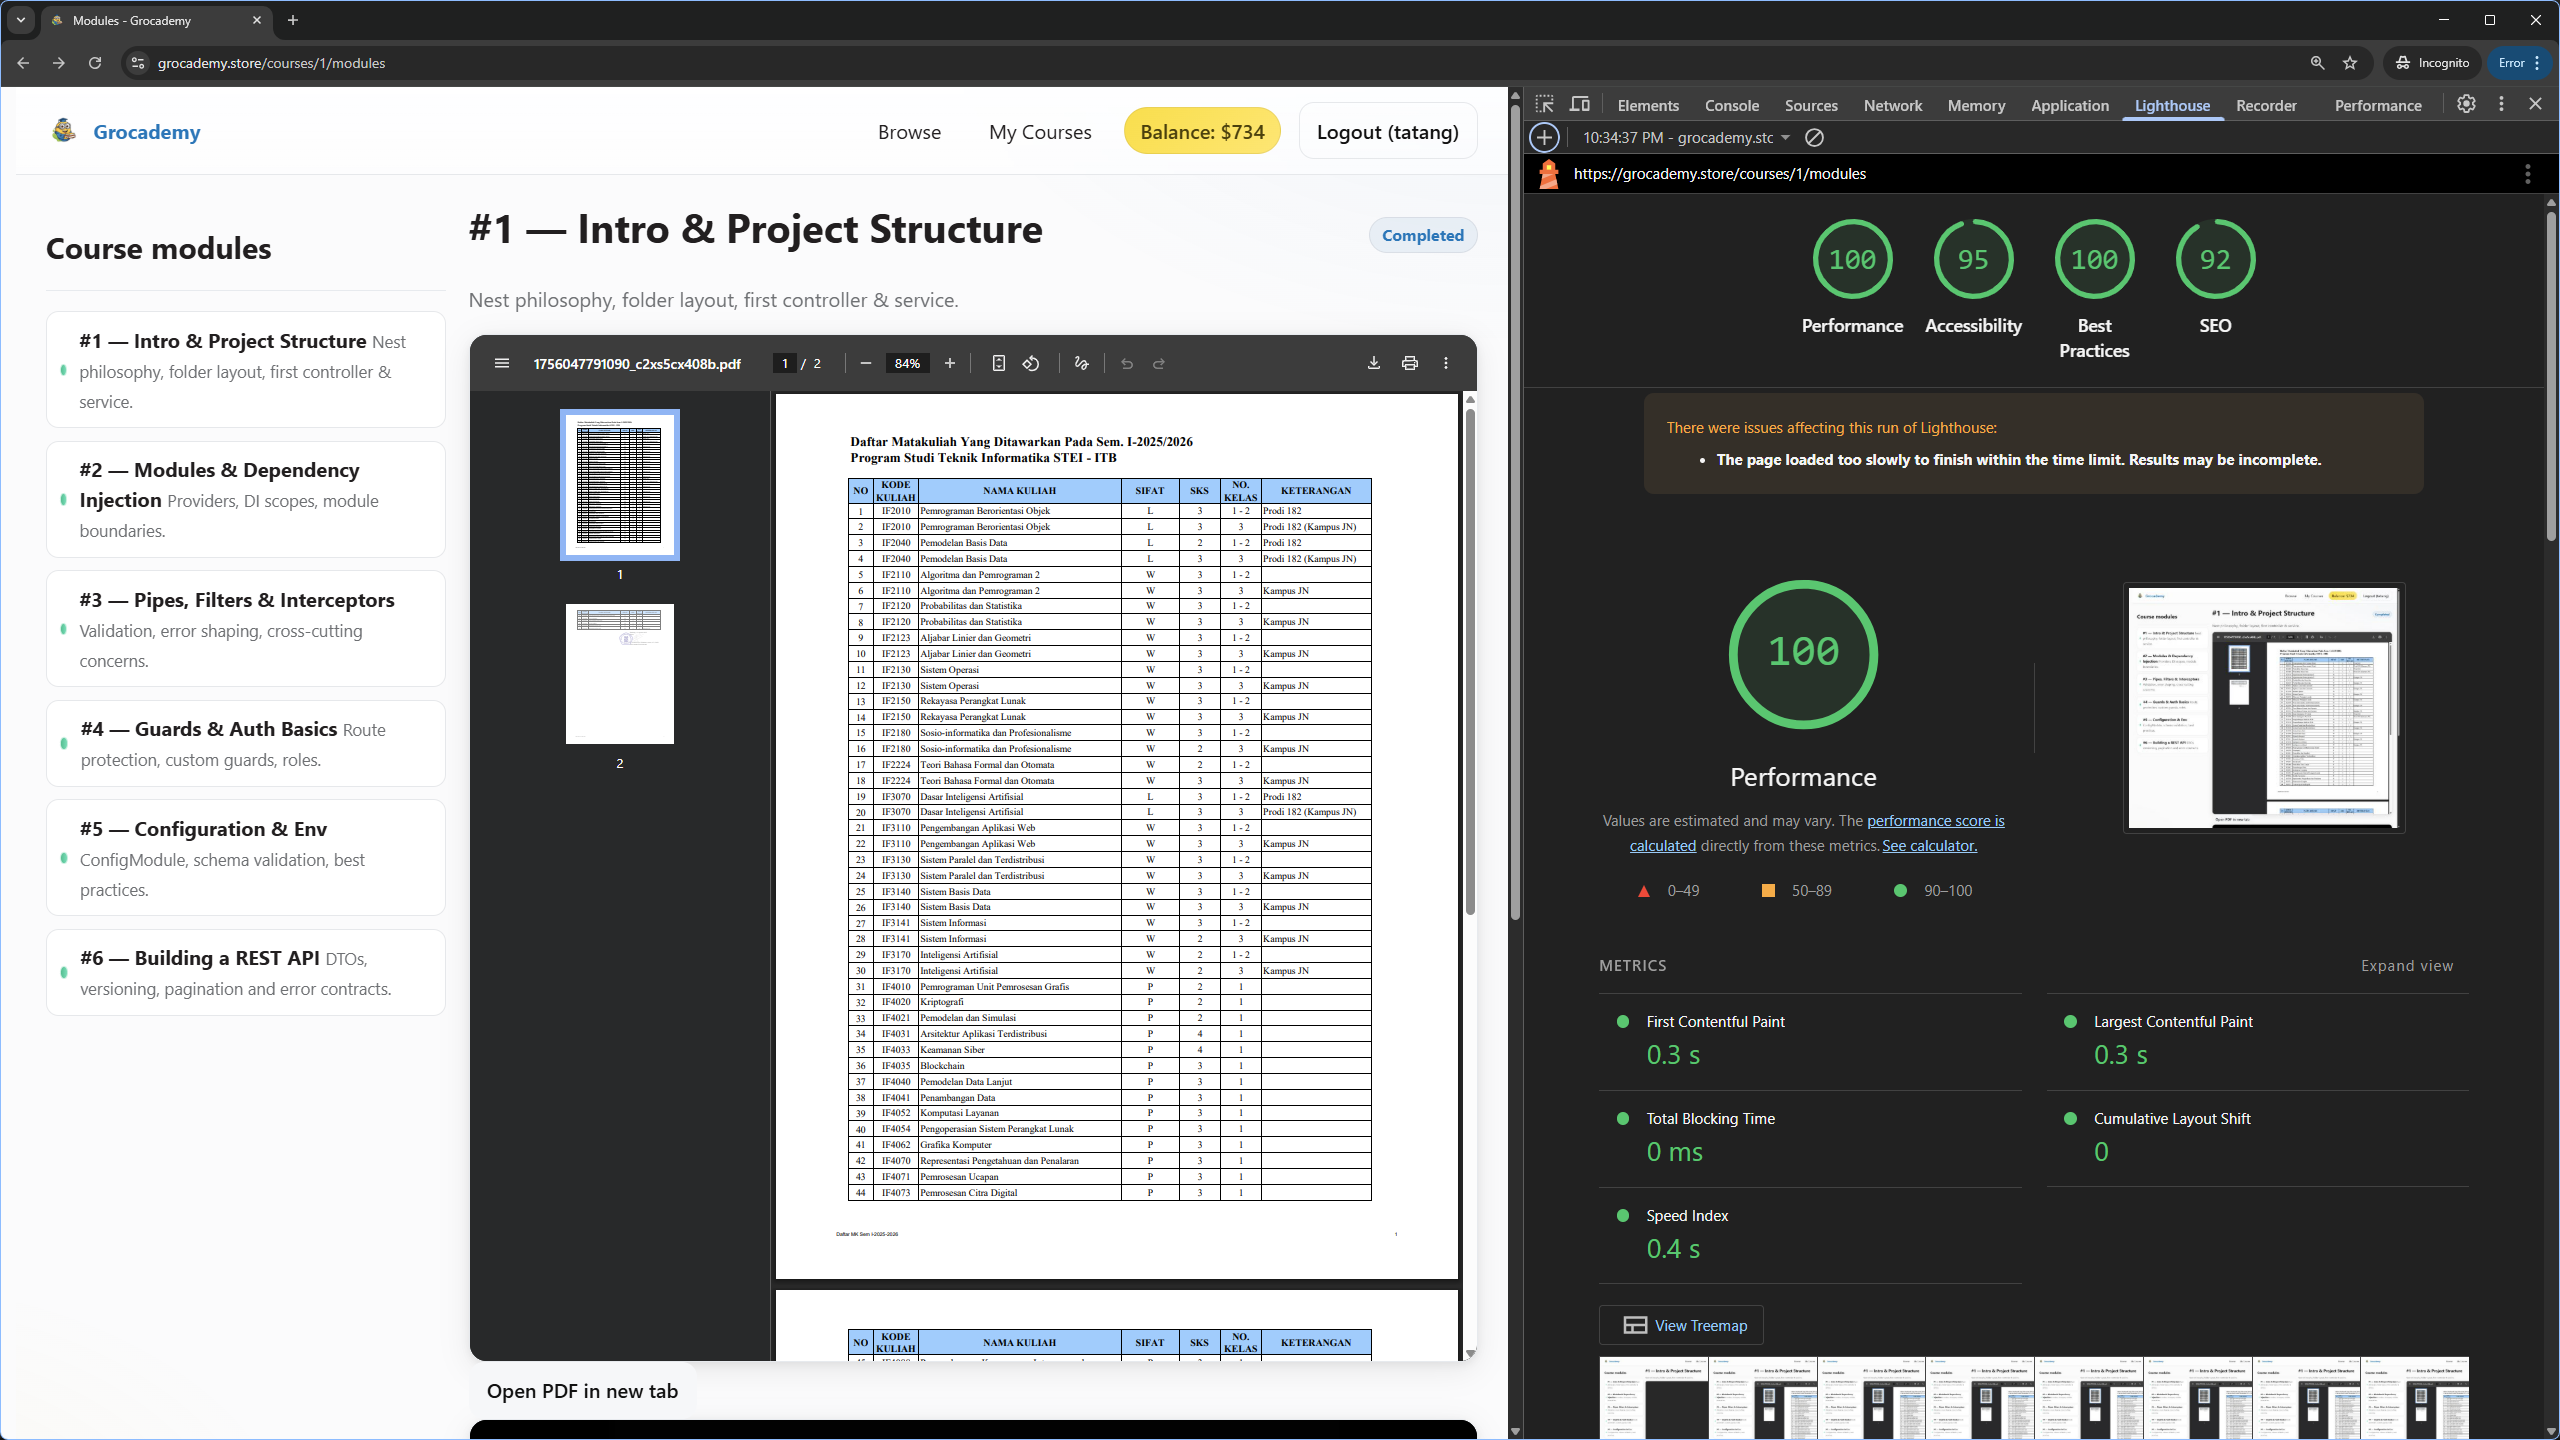 Modules - Grocademy
grocademy.store/courses/1/modules
Incognito
Error
Grocademy
Browse
My Courses
Balance: $734
Logout (tatang)
Course modules
#1 — Intro & Project Structure Nest
philosophy, folder layout, first controller &
service.
#2 — Modules & Dependency
Injection Providers, DI scopes, module
boundaries.
#3 — Pipes, Filters & Interceptors
Validation, error shaping, cross-cutting
concerns.
#4 — Guards & Auth Basics Route
protection, custom guards, roles.
#5 — Configuration & Env
ConfigModule, schema validation, best
practices.
#6 — Building a REST API DTOs,
versioning, pagination and error contracts.
#1 — Intro & Project Structure
Completed
Nest philosophy, folder layout, first controller & service.
1756047791090_c2xs5cx408b.pdf
1 / 2
84%
1
2
Daftar Matakuliah Yang Ditawarkan Pada Sem. I-2025/2026
Program Studi Teknik Informatika STEI - ITB
NO KODE KULIAH NAMA KULIAH SIFAT SKS NO. KELAS KETERANGAN
1 IF2010 Pemrograman Berorientasi Objek L 3 1 - 2 Prodi 182
2 IF2010 Pemrograman Berorientasi Objek L 3 3 Prodi 182 (Kampus JN)
3 IF2040 Pemodelan Basis Data L 2 1 - 2 Prodi 182
4 IF2040 Pemodelan Basis Data L 3 3 Prodi 182 (Kampus JN)
5 IF2110 Algoritma dan Pemrograman 2 W 3 1 - 2
6 IF2110 Algoritma dan Pemrograman 2 W 3 3 Kampus JN
7 IF2120 Probabilitas dan Statistika W 3 1 - 2
8 IF2120 Probabilitas dan Statistika W 3 3 Kampus JN
9 IF2123 Aljabar Linier dan Geometri W 3 1 - 2
10 IF2123 Aljabar Linier dan Geometri W 3 3 Kampus JN
11 IF2130 Sistem Operasi W 3 1 - 2
12 IF2130 Sistem Operasi W 3 3 Kampus JN
13 IF2150 Rekayasa Perangkat Lunak W 3 1 - 2
14 IF2150 Rekayasa Perangkat Lunak W 3 3 Kampus JN
15 IF2180 Sosio-informatika dan Profesionalisme W 3 1 - 2
16 IF2180 Sosio-informatika dan Profesionalisme W 2 3 Kampus JN
17 IF2224 Teori Bahasa Formal dan Otomata W 2 1 - 2
18 IF2224 Teori Bahasa Formal dan Otomata W 3 3 Kampus JN
19 IF3070 Dasar Inteligensi Artifisial L 3 1 - 2 Prodi 182
20 IF3070 Dasar Inteligensi Artifisial L 3 3 Prodi 182 (Kampus JN)
21 IF3110 Pengembangan Aplikasi Web W 3 1 - 2
22 IF3110 Pengembangan Aplikasi Web W 3 3 Kampus JN
23 IF3130 Sistem Paralel dan Terdistribusi W 3 1 - 2
24 IF3130 Sistem Paralel dan Terdistribusi W 3 3 Kampus JN
25 IF3140 Sistem Basis Data W 3 1 - 2
26 IF3140 Sistem Basis Data W 3 3 Kampus JN
27 IF3141 Sistem Informasi W 3 1 - 2
28 IF3141 Sistem Informasi W 2 3 Kampus JN
29 IF3170 Inteligensi Artifisial W 2 1 - 2
30 IF3170 Inteligensi Artifisial W 2 3 Kampus JN
31 IF4010 Pemrograman Unit Pemrosesan Grafis P 2 1
32 IF4020 Kriptografi P 2 1
33 IF4021 Pemodelan dan Simulasi P 2 1
34 IF4031 Arsitektur Aplikasi Terdistribusi P 4 1
35 IF4033 Keamanan Siber P 4 1
36 IF4035 Blockchain P 3 1
37 IF4040 Pemodelan Data Lanjut P 3 1
38 IF4041 Penambangan Data P 3 1
39 IF4052 Komputasi Layanan P 3 1
40 IF4054 Pengoperasian Sistem Perangkat Lunak P 3 1
41 IF4062 Grafika Komputer P 3 1
42 IF4070 Representasi Pengetahuan dan Penalaran P 3 1
43 IF4071 Pemrosesan Ucapan P 3 1
44 IF4073 Pemrosesan Citra Digital P 3 1
Daftar MK Sem I-2025-2026 1
NO KODE KULIAH NAMA KULIAH SIFAT SKS NO. KELAS KETERANGAN
Open PDF in new tab
Elements Console Sources Network Memory Application Lighthouse Recorder Performance
10:34:37 PM - grocademy.stc
https://grocademy.store/courses/1/modules
100 95 100 92
Performance Accessibility Best Practices SEO
There were issues affecting this run of Lighthouse:
• The page loaded too slowly to finish within the time limit. Results may be incomplete.
100
Performance
Values are estimated and may vary. The performance score is
calculated directly from these metrics. See calculator.
0–49 50–89 90–100
METRICS
Expand view
First Contentful Paint
0.3 s
Largest Contentful Paint
0.3 s
Total Blocking Time
0 ms
Cumulative Layout Shift
0
Speed Index
0.4 s
View Treemap